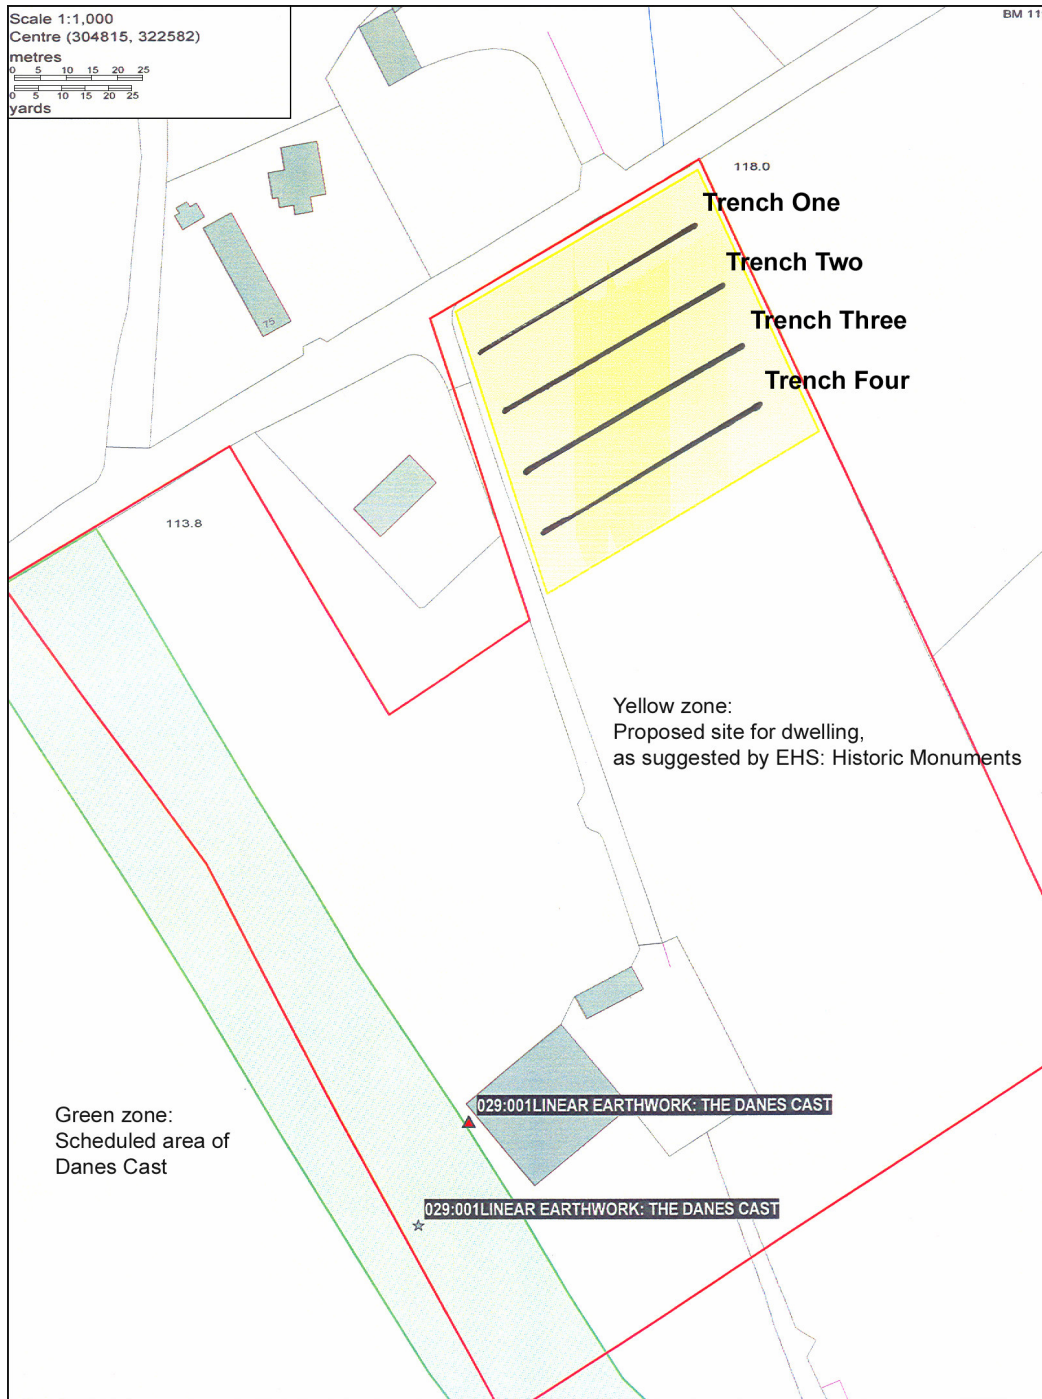 Scale 1:1,000
Centre (304815, 322582)
metres
0 5 10 15 20 25
0 5 10 15 20 25
yards
BM 11
118.0
Trench One
Trench Two
Trench Three
Trench Four
75
113.8
Yellow zone:
Proposed site for dwelling,
as suggested by EHS: Historic Monuments
029:001LINEAR EARTHWORK: THE DANES CAST
Green zone:
Scheduled area of
Danes Cast
029:001LINEAR EARTHWORK: THE DANES CAST